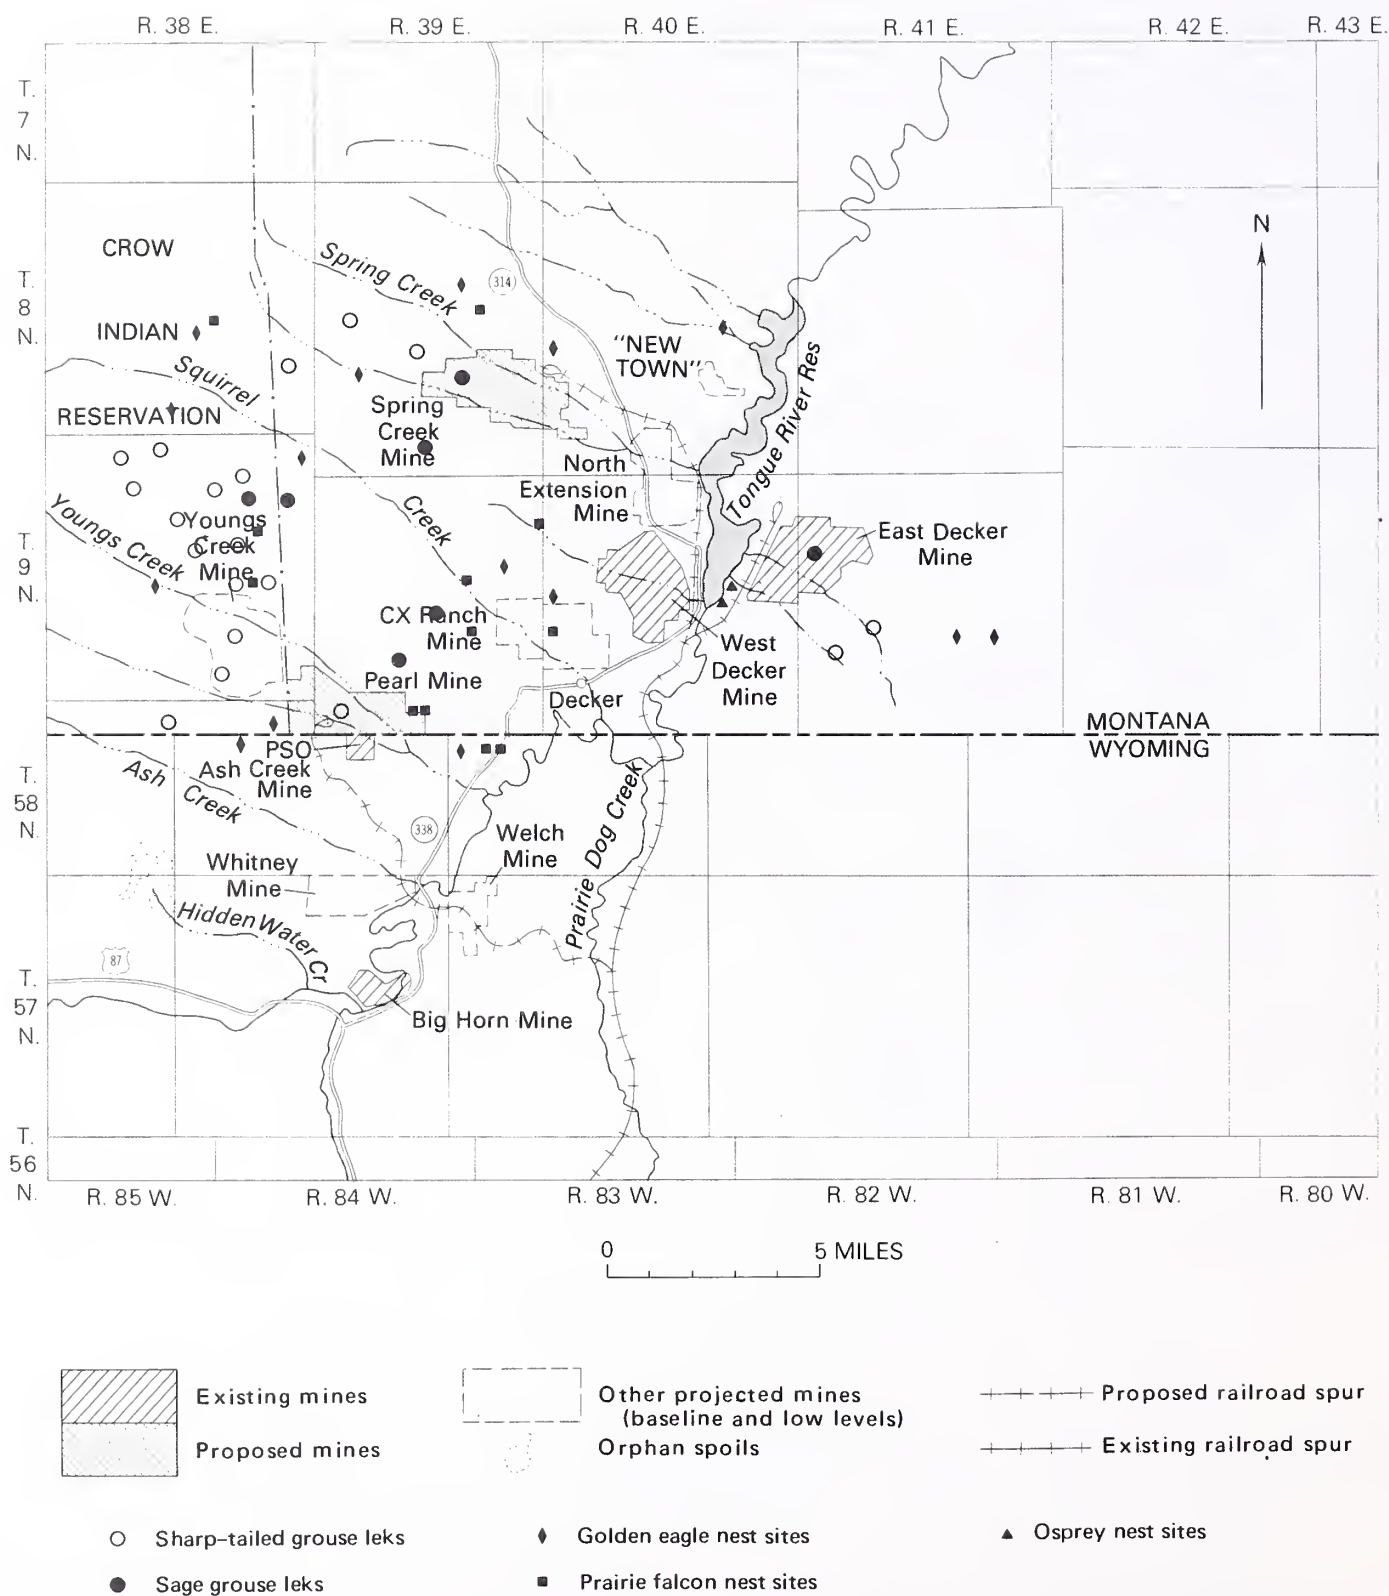 R. 38 E. R. 39 E. R. 40 E. R. 41 E. R. 42 E. R. 43 E.
T.
7
N.
T.
8
N.
T.
9
N.
T.
58
N.
T.
57
N.
T.
56
N.
CROW
INDIAN
RESERVATION
N
Spring Creek
314
"NEW
TOWN"
Squirrel
Creek
Spring
Creek
Mine
Tongue River Res
North
Extension
Mine
East Decker
Mine
Youngs Creek
Youngs
Creek
Mine
CX Ranch
Mine
Pearl Mine
West
Decker
Mine
Decker
MONTANA
WYOMING
PSO
Ash Creek
Mine
Ash Creek
338
Welch
Mine
Whitney
Mine
Prairie Dog Creek
Hidden Water Cr
87
Big Horn Mine
R. 85 W. R. 84 W. R. 83 W. R. 82 W. R. 81 W. R. 80 W.
0 5 MILES
Existing mines
Proposed mines
Other projected mines
(baseline and low levels)
Orphan spoils
Proposed railroad spur
Existing railroad spur
Sharp-tailed grouse leks
Sage grouse leks
Golden eagle nest sites
Prairie falcon nest sites
Osprey nest sites